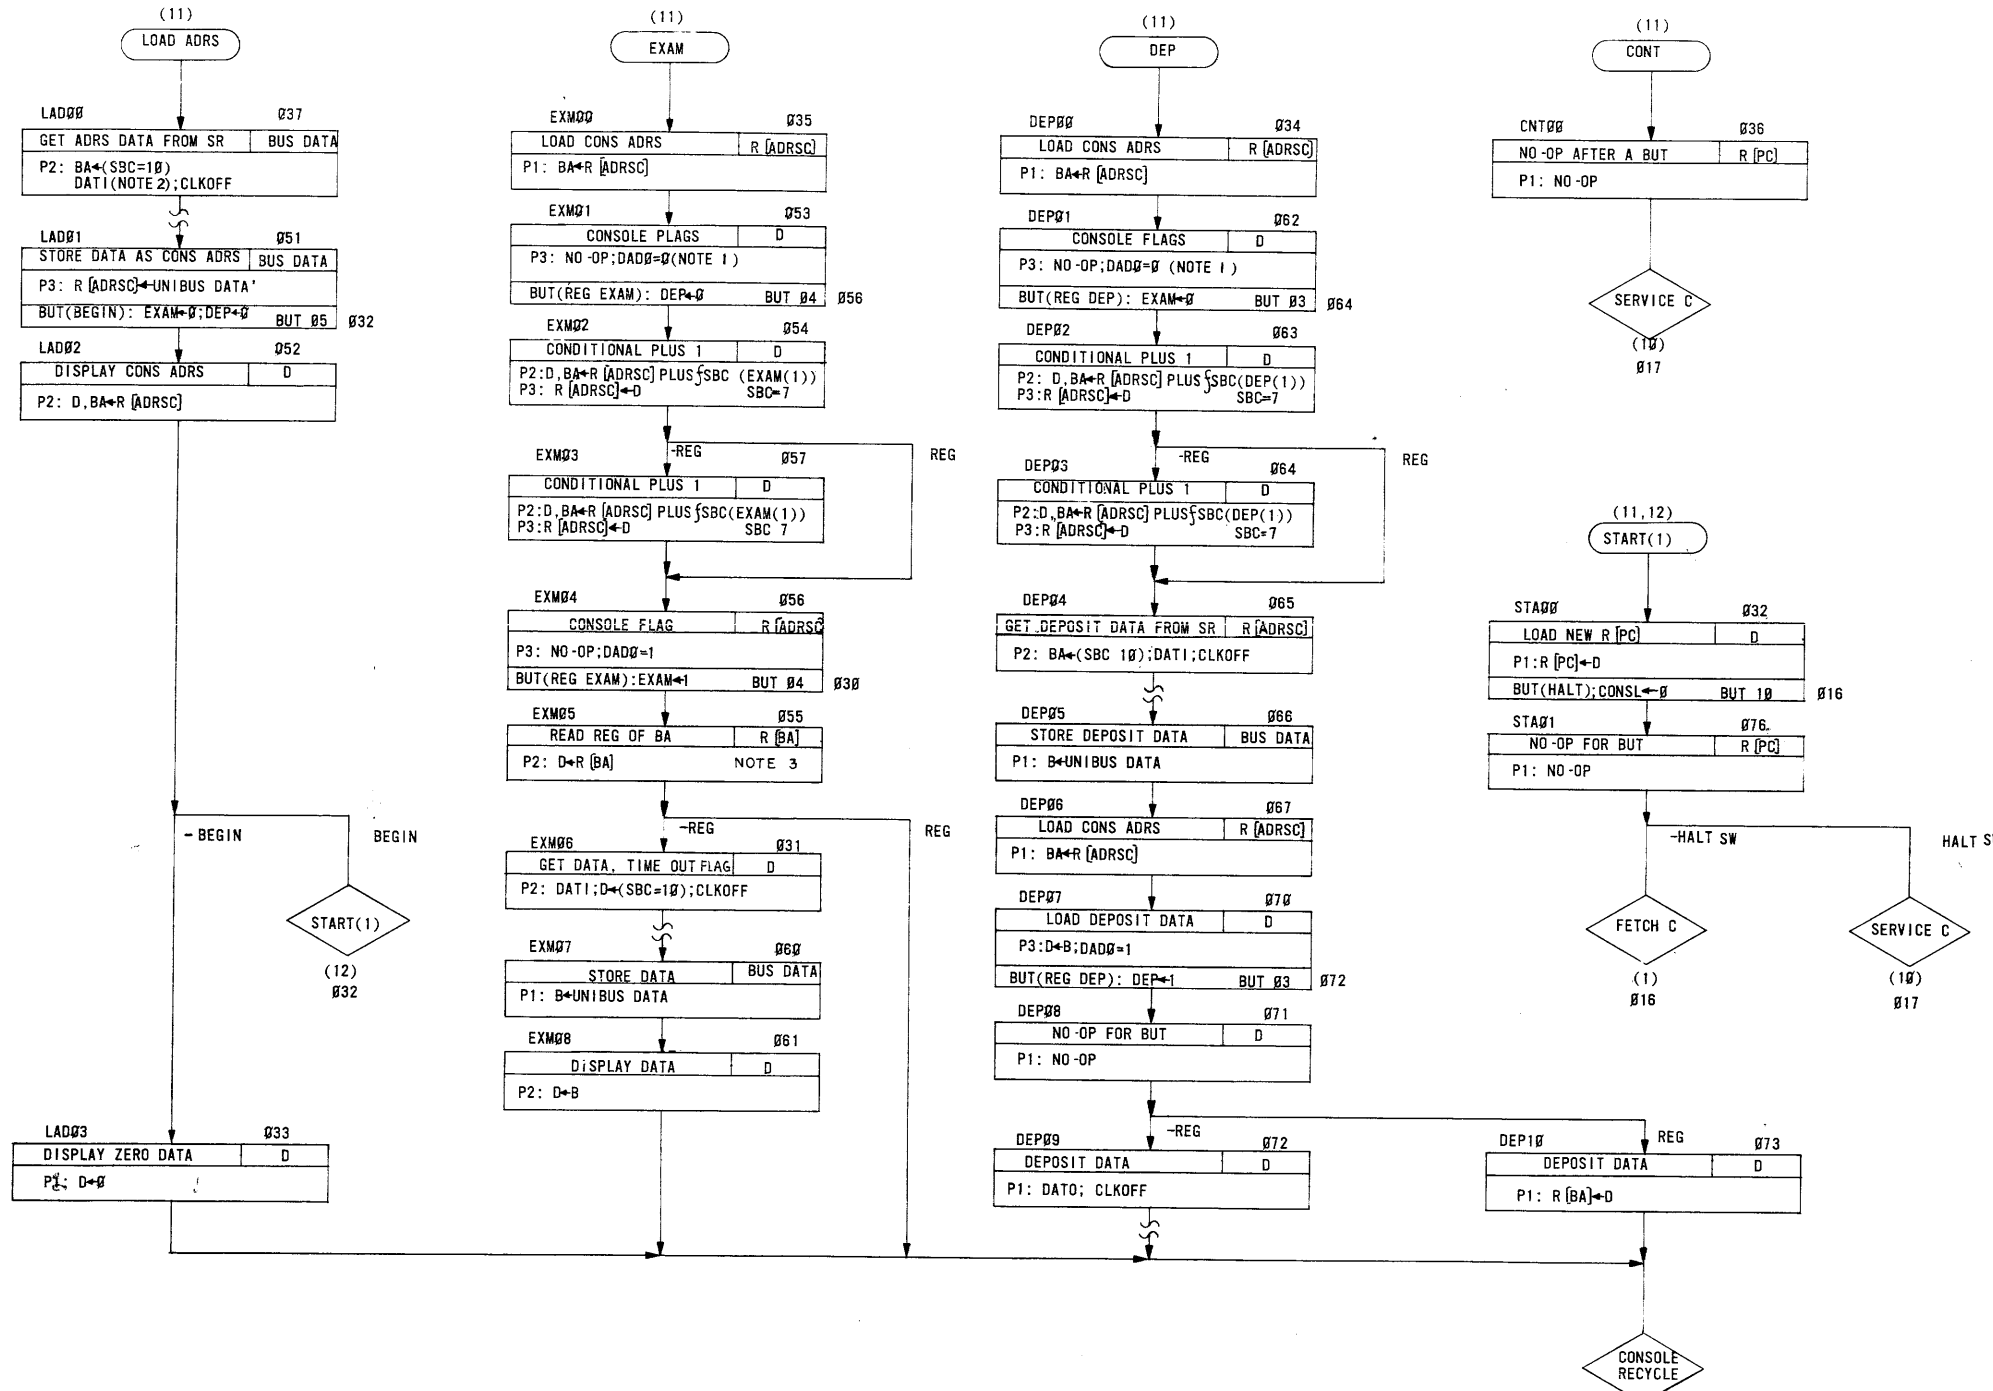 (11)
LOAD ADRS
LADØØ Ø37
GET ADRS DATA FROM SR BUS DATA
P2: BA←(SBC=1Ø)
DATI(NOTE 2);CLKOFF
LADØ1 Ø51
STORE DATA AS CONS ADRS BUS DATA
P3: R [ADRSC]←UNIBUS DATA'
BUT(BEGIN): EXAM←Ø;DEP←Ø BUT Ø5 Ø32
LADØ2 Ø52
DISPLAY CONS ADRS D
P2: D,BA←R [ADRSC]
-BEGIN BEGIN
START(1)
(12)
Ø32
LADØ3 Ø33
DISPLAY ZERO DATA D
D←Ø
(11)
EXAM
EXMØØ Ø35
LOAD CONS ADRS R [ADRSC]
P1: BA←R [ADRSC]
EXMØ1 Ø53
CONSOLE PLAGS D
P3: NO-OP;DADØ=Ø(NOTE 1)
BUT(REG EXAM): DEP←Ø BUT Ø4 Ø56
EXMØ2 Ø54
CONDITIONAL PLUS 1 D
P2:D,BA←R [ADRSC] PLUS ∫SBC (EXAM(1))
P3: R [ADRSC]←D SBC=7
-REG REG
EXMØ3 Ø57
CONDITIONAL PLUS 1 D
P2:D,BA←R [ADRSC] PLUS ∫SBC(EXAM(1))
P3:R [ADRSC]←D SBC 7
EXMØ4 Ø56
CONSOLE FLAG R [ADRSC]
P3: NO-OP;DADØ=1
BUT(REG EXAM):EXAM←1 BUT Ø4 Ø3Ø
EXMØ5 Ø55
READ REG OF BA R [BA]
P2: D←R [BA] NOTE 3
-REG REG
EXMØ6 Ø31
GET DATA, TIME OUT FLAG D
P2: DATI;D←(SBC=1Ø);CLKOFF
EXMØ7 Ø6Ø
STORE DATA BUS DATA
P1: B←UNIBUS DATA
EXMØ8 Ø61
DISPLAY DATA D
P2: D←B
(11)
DEP
DEPØØ Ø34
LOAD CONS ADRS R [ADRSC]
P1: BA←R [ADRSC]
DEPØ1 Ø62
CONSOLE FLAGS D
P3: NO-OP;DADØ=Ø (NOTE 1)
BUT(REG DEP): EXAM←Ø BUT Ø3 Ø64
DEPØ2 Ø63
CONDITIONAL PLUS 1 D
P2: D,BA←R [ADRSC] PLUS ∫SBC(DEP(1))
P3:R [ADRSC]←D SBC=7
-REG REG
DEPØ3 Ø64
CONDITIONAL PLUS 1 D
P2:D,BA←R [ADRSC] PLUS∫SBC(DEP(1))
P3:R [ADRSC]←D SBC=7
DEPØ4 Ø65
GET DEPOSIT DATA FROM SR R [ADRSC]
P2: BA←(SBC 1Ø);DATI;CLKOFF
DEPØ5 Ø66
STORE DEPOSIT DATA BUS DATA
P1: B←UNIBUS DATA
DEPØ6 Ø67
LOAD CONS ADRS R [ADRSC]
P1: BA←R [ADRSC]
DEPØ7 Ø7Ø
LOAD DEPOSIT DATA D
P3:D←B;DADØ=1
BUT(REG DEP): DEP←1 BUT Ø3 Ø72
DEPØ8 Ø71
NO-OP FOR BUT D
P1: NO-OP
-REG REG
DEPØ9 Ø72
DEPOSIT DATA D
P1: DATO; CLKOFF
DEP1Ø Ø73
DEPOSIT DATA D
P1: R [BA]←D
(11)
CONT
CNTØØ Ø36
NO-OP AFTER A BUT R [PC]
P1: NO-OP
SERVICE C
(1Ø)
Ø17
(11,12)
START(1)
STAØØ Ø32
LOAD NEW R [PC] D
P1:R [PC]←D
BUT(HALT);CONSL←Ø BUT 1Ø Ø16
STAØ1 Ø76
NO-OP FOR BUT R [PC]
P1: NO-OP
-HALT SW HALT S
FETCH C
(1)
Ø16
SERVICE C
(1Ø)
Ø17
CONSOLE
RECYCLE